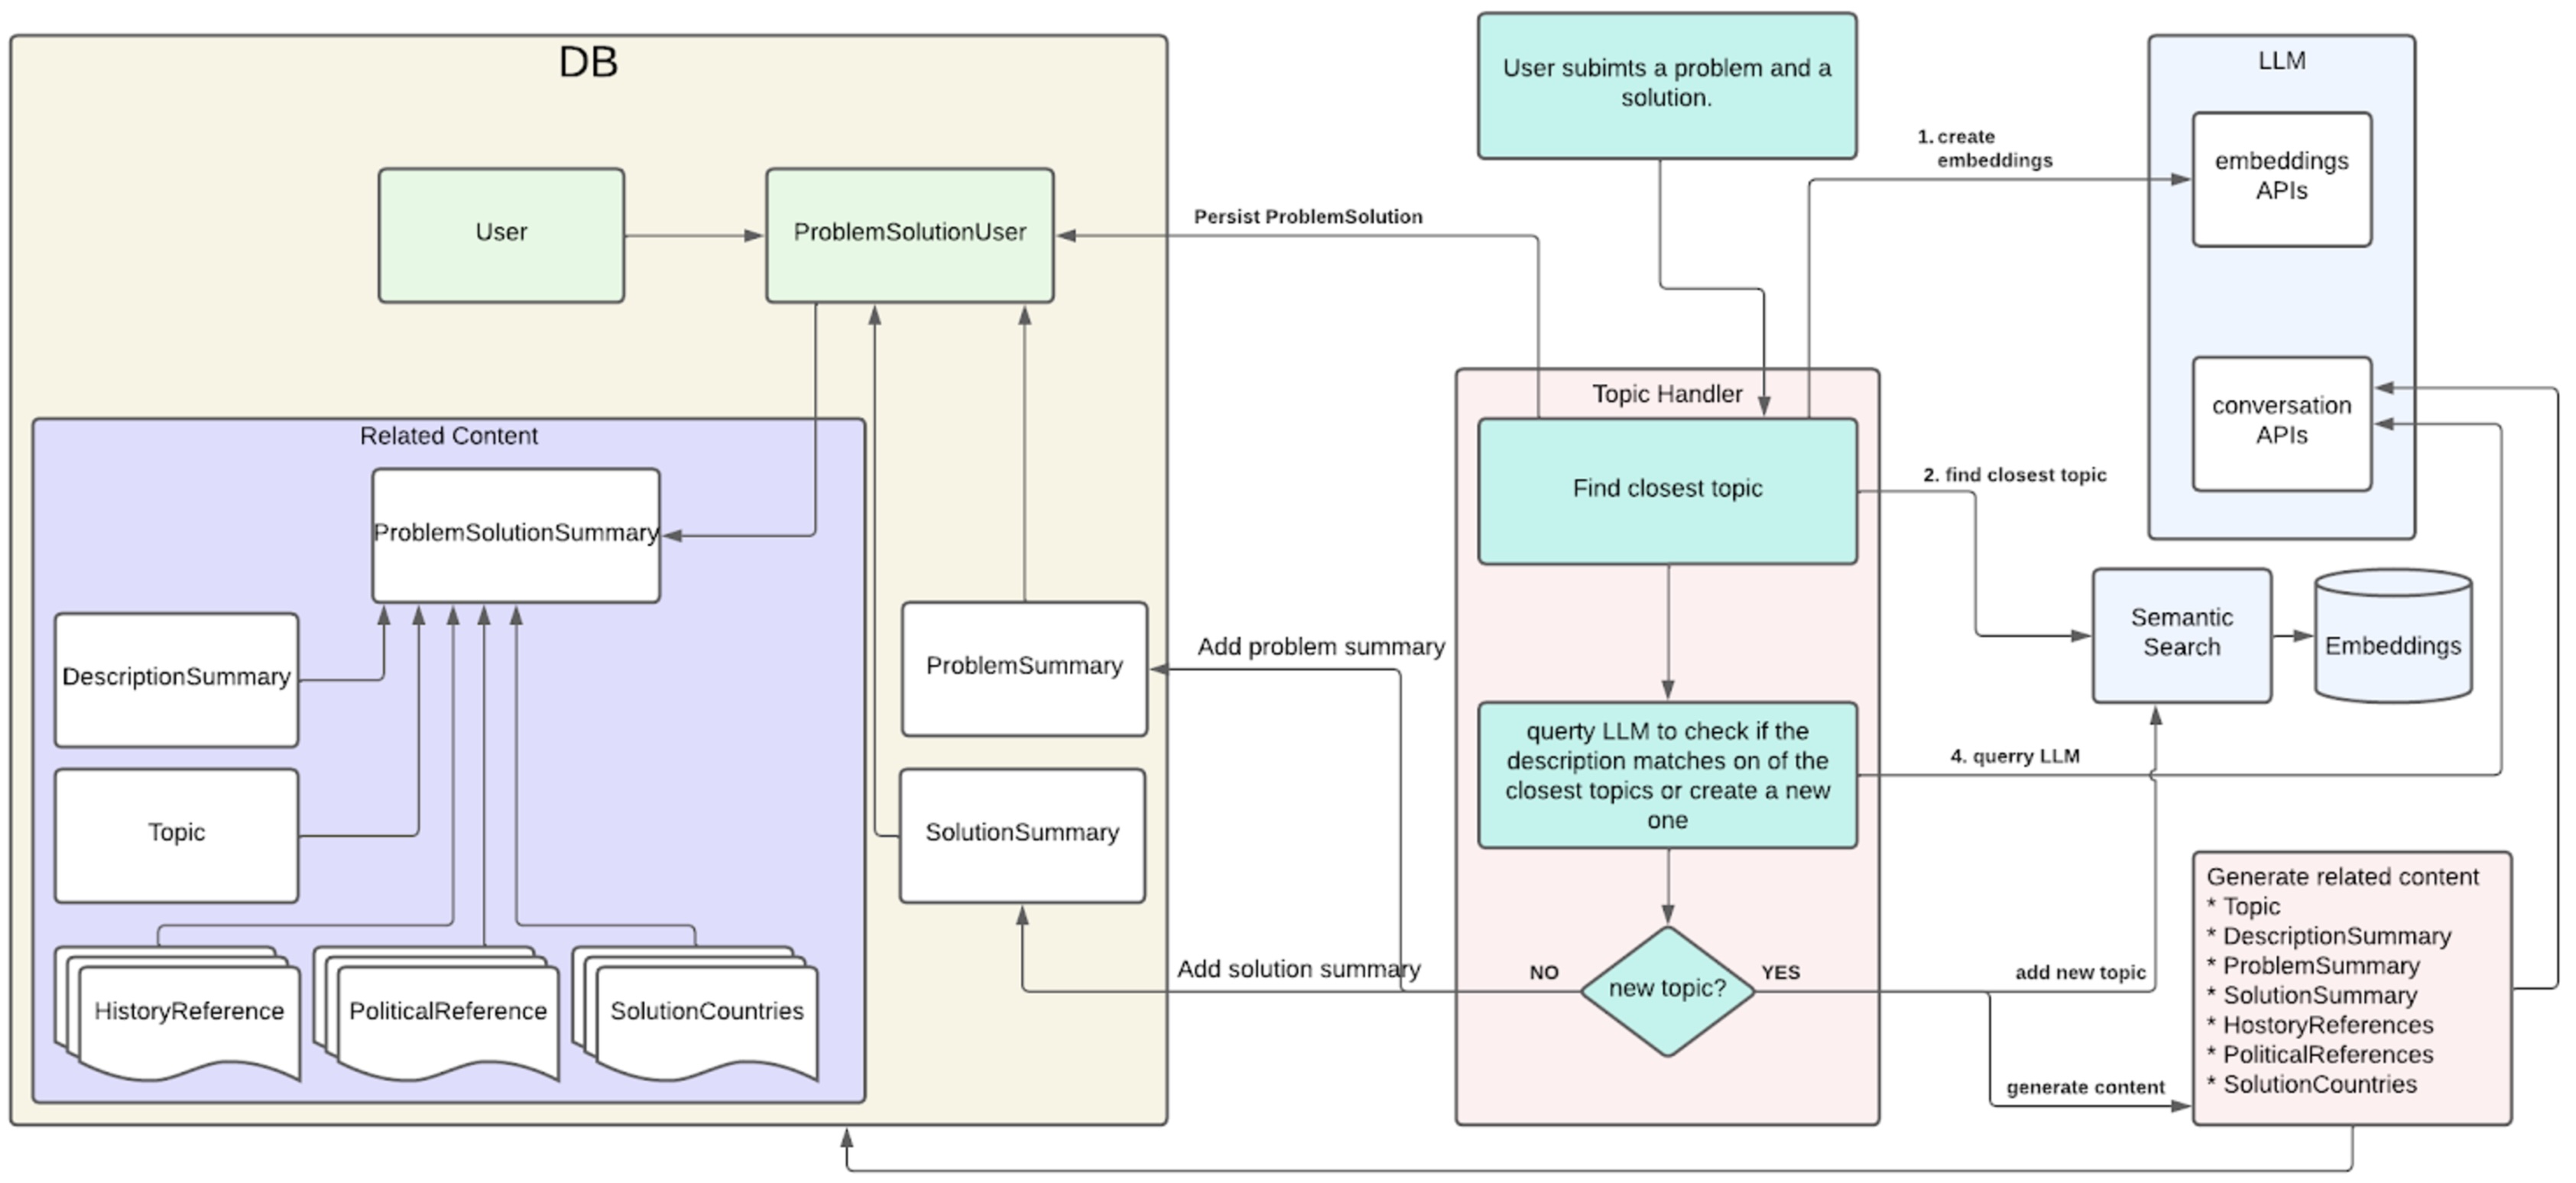 DB
User
ProblemSolutionUser
Related Content
ProblemSolutionSummary
DescriptionSummary
Topic
HistoryReference
PoliticalReference
SolutionCountries
ProblemSummary
SolutionSummary
Persist ProblemSolution
Add problem summary
Add solution summary
User subimts a problem and a
solution.
Topic Handler
Find closest topic
querty LLM to check if the
description matches on of the
closest topics or create a new
one
NO
new topic?
YES
1. create
embeddings
2. find closest topic
4. querry LLM
add new topic
generate content
LLM
embeddings
APIs
conversation
APIs
Semantic
Search
Embeddings
Generate related content
* Topic
* DescriptionSummary
* ProblemSummary
* SolutionSummary
* HostoryReferences
* PoliticalReferences
* SolutionCountries